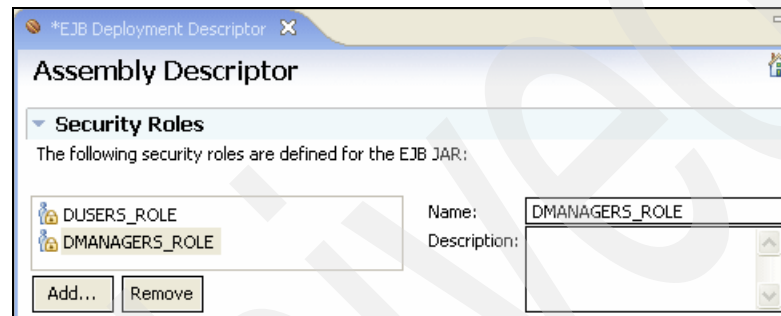 *EJB Deployment Descriptor
Assembly Descriptor
Security Roles
The following security roles are defined for the EJB JAR:
DUSERS_ROLE
DMANAGERS_ROLE
Name: DMANAGERS_ROLE
Description:
Add... Remove